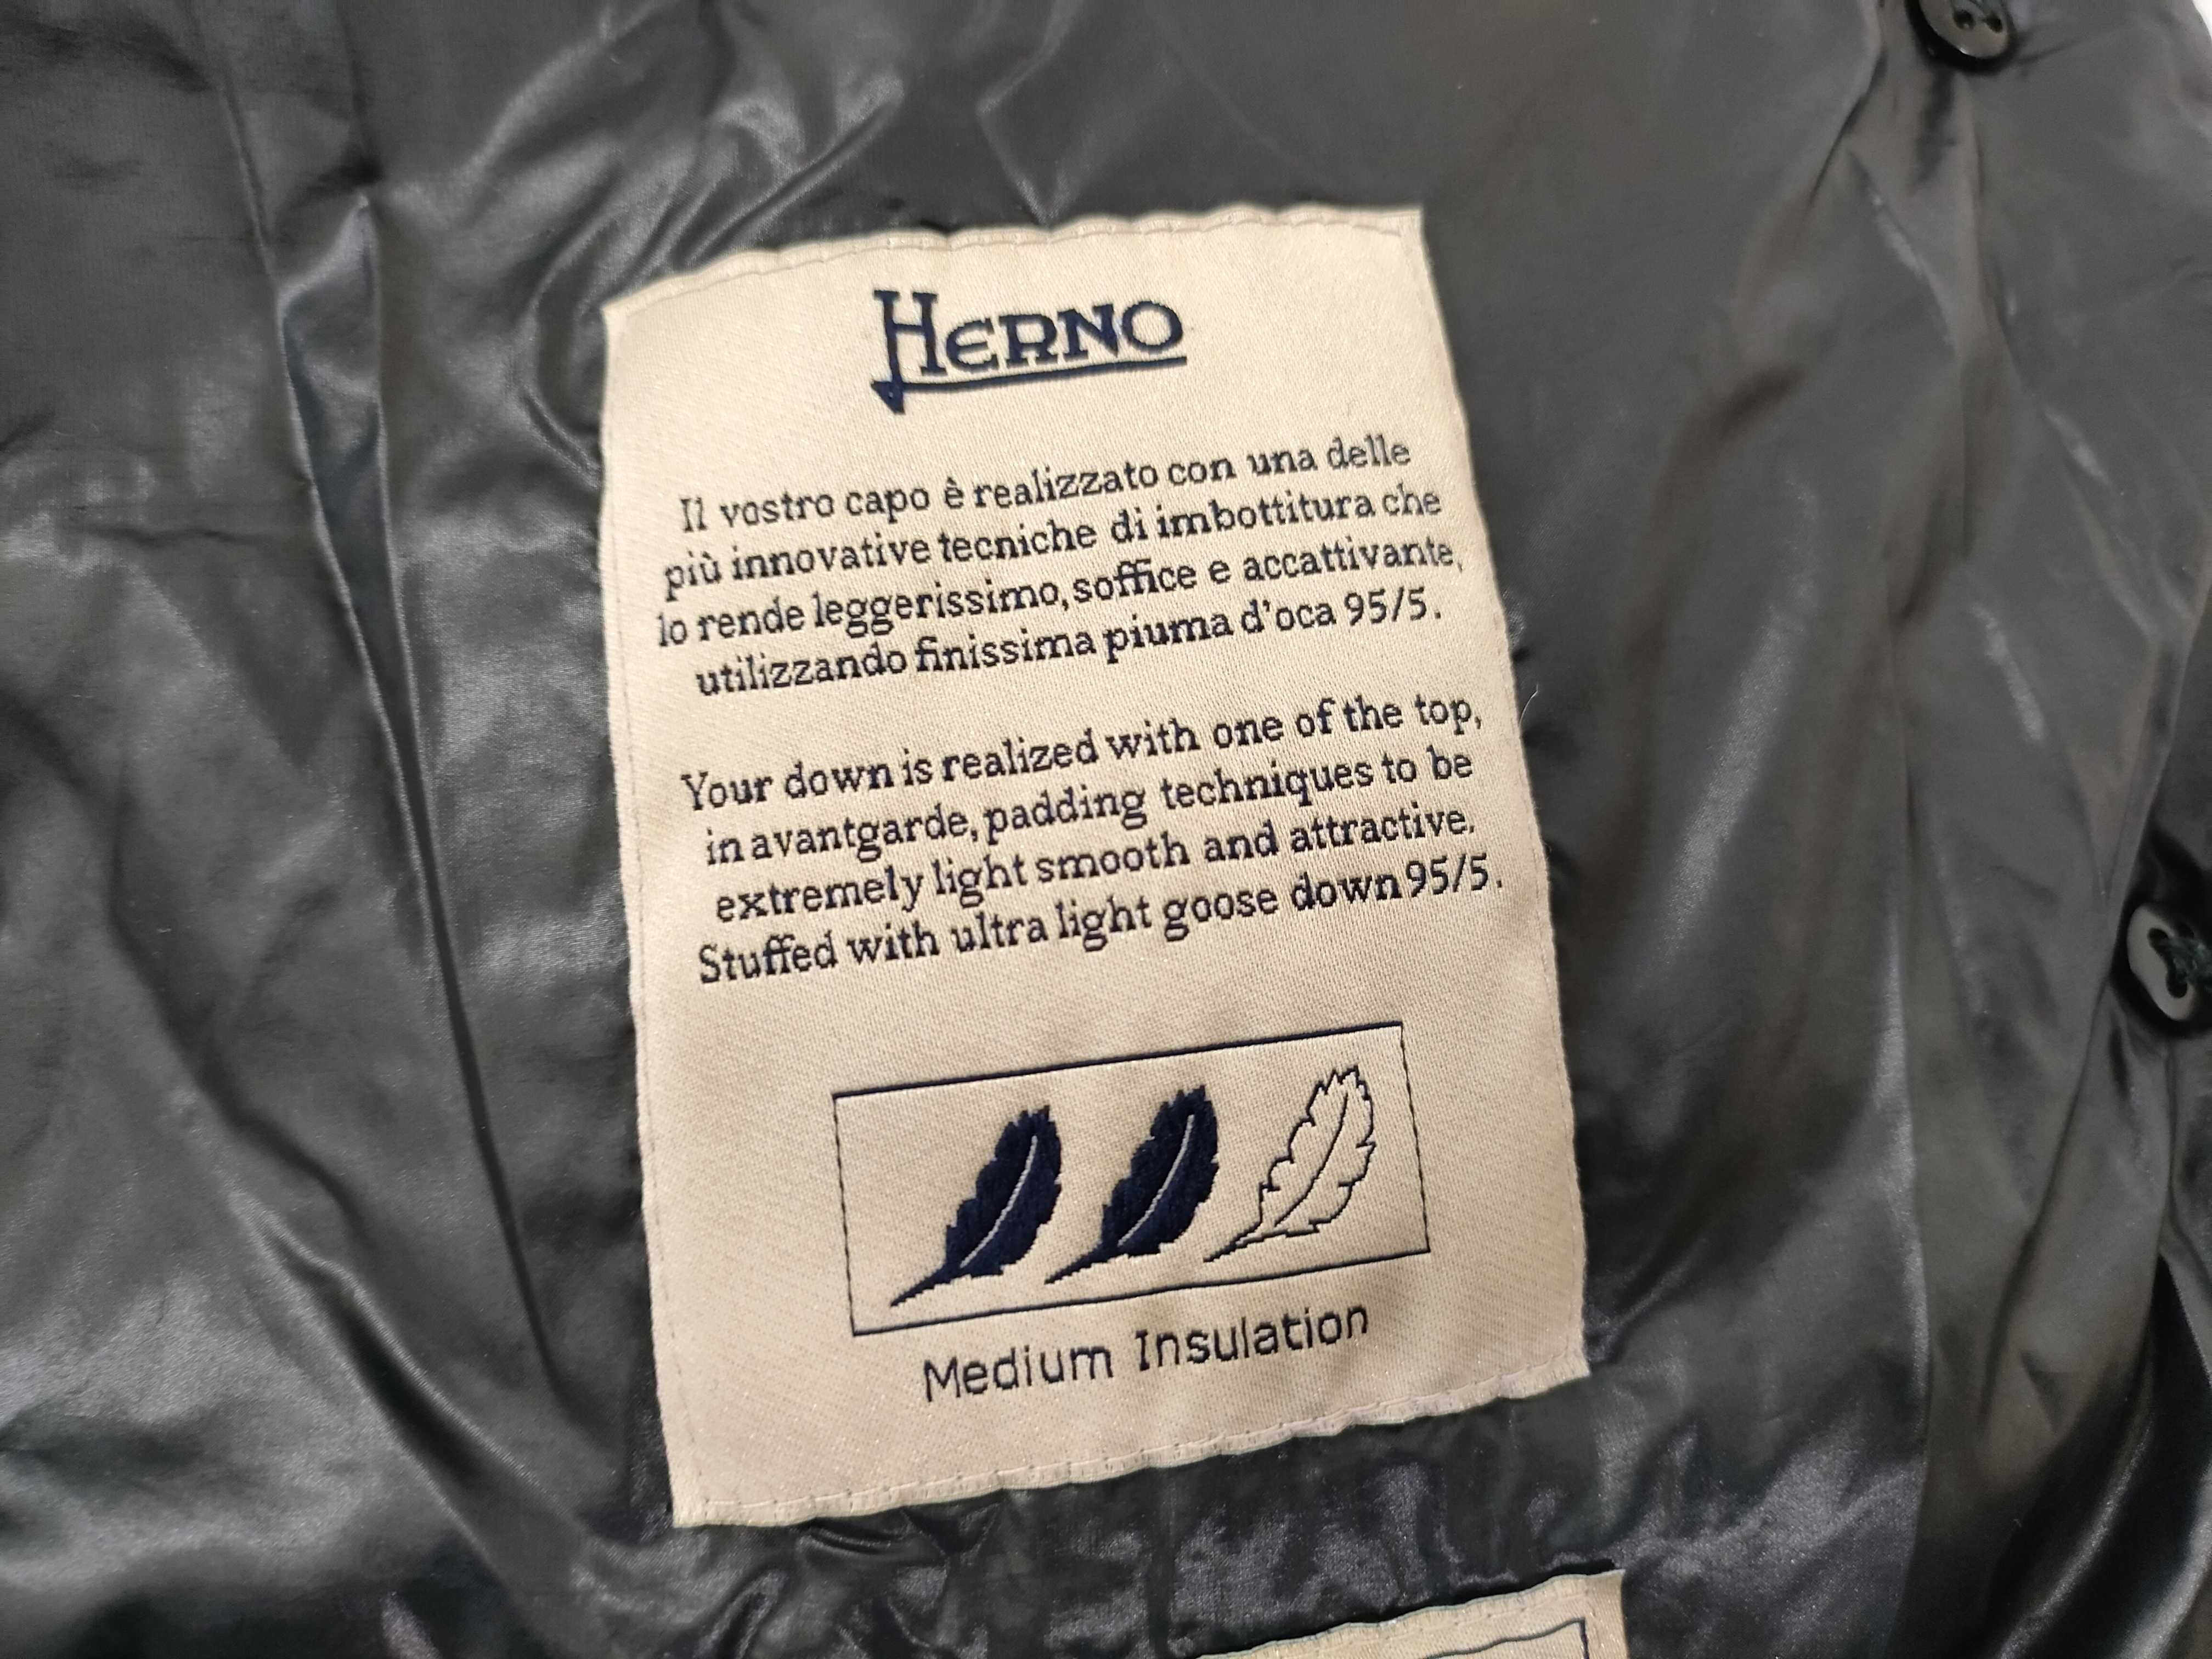 HERNO
Il vostro capo è realizzato con una delle
più innovative tecniche di imbottitura che
lo rende leggerissimo, soffice e accattivante,
utilizzando finissima piuma d'oca 95/5.
Your down is realized with one of the top,
in avantgarde, padding techniques to be
extremely light smooth and attractive.
Stuffed with ultra light goose down 95/5.
Medium Insulation